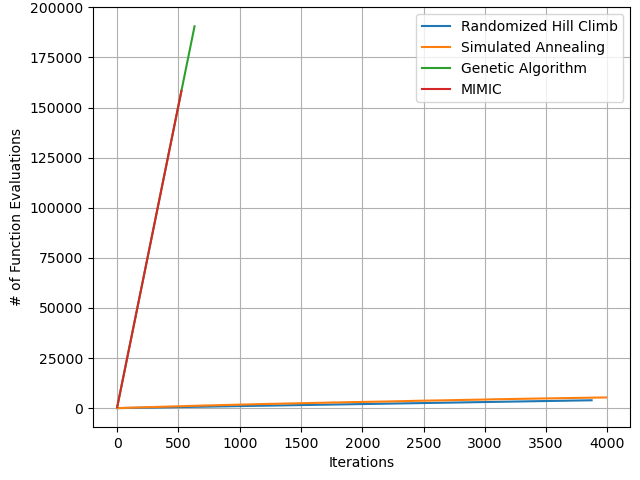 200000
175000
150000
125000
100000
75000
50000
25000
0
# of Function Evaluations
Randomized Hill Climb
Simulated Annealing
Genetic Algorithm
MIMIC
0 500 1000 1500 2000 2500 3000 3500 4000
Iterations